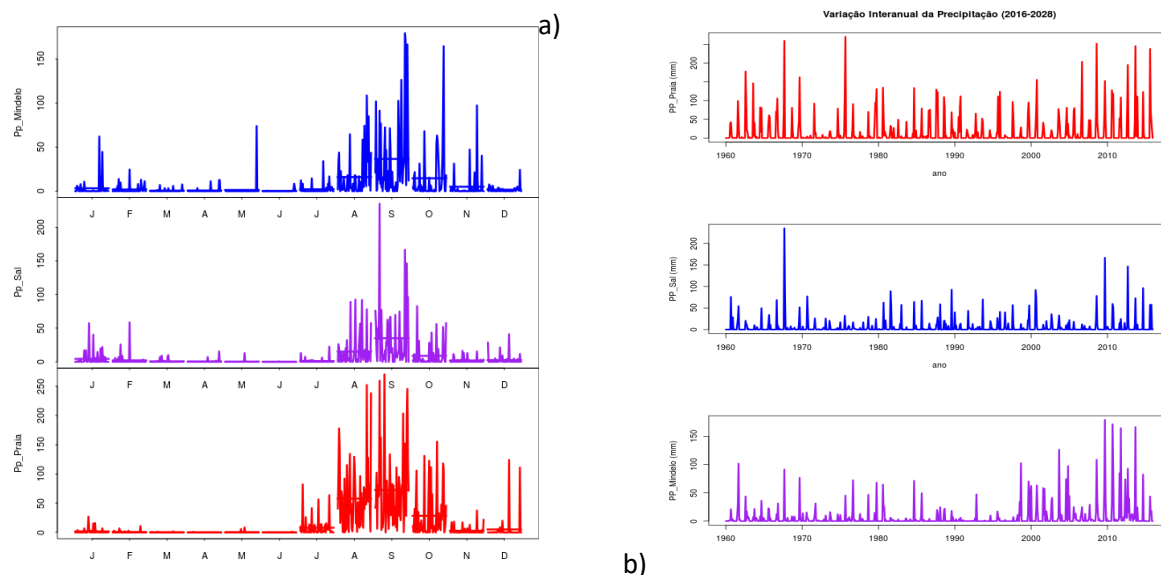 a)
Pp_Mindelo
0 50 100 150
J F M A M J J A S O N D
Pp_Sal
0 50 100 150 200
J F M A M J J A S O N D
Pp_Praia
0 50 100 150 200 250
J F M A M J J A S O N D
b)
Variação Interanual da Precipitação (2016-2028)
PP_Praia (mm)
0 50 100 200
1960 1970 1980 1990 2000 2010
ano
PP_Sal (mm)
0 50 100 150 200
1960 1970 1980 1990 2000 2010
ano
PP_Mindelo (mm)
0 50 100 150
1960 1970 1980 1990 2000 2010